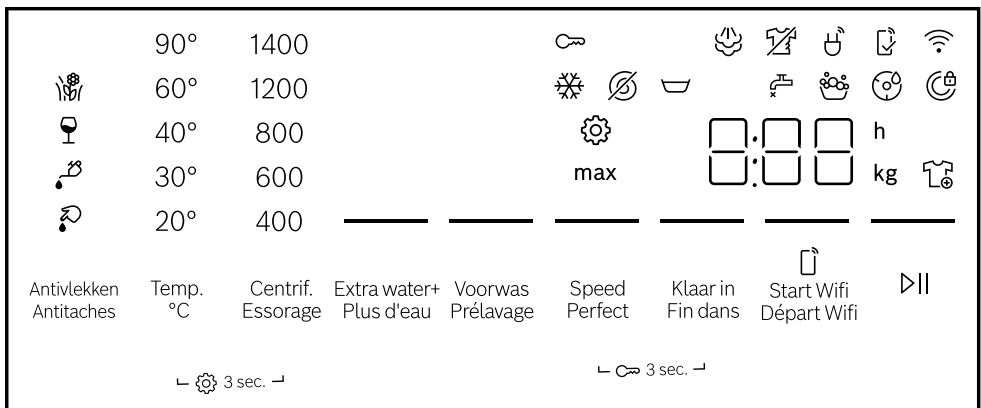 90° 1400
60° 1200
40° 800 h
30° 600 max kg
20° 400
Antivlekken Temp. Centrif. Extra water+ Voorwas Speed Klaar in Start Wifi
Antitaches °C Essorage Plus d'eau Prélavage Perfect Fin dans Départ Wifi
3 sec. 3 sec.